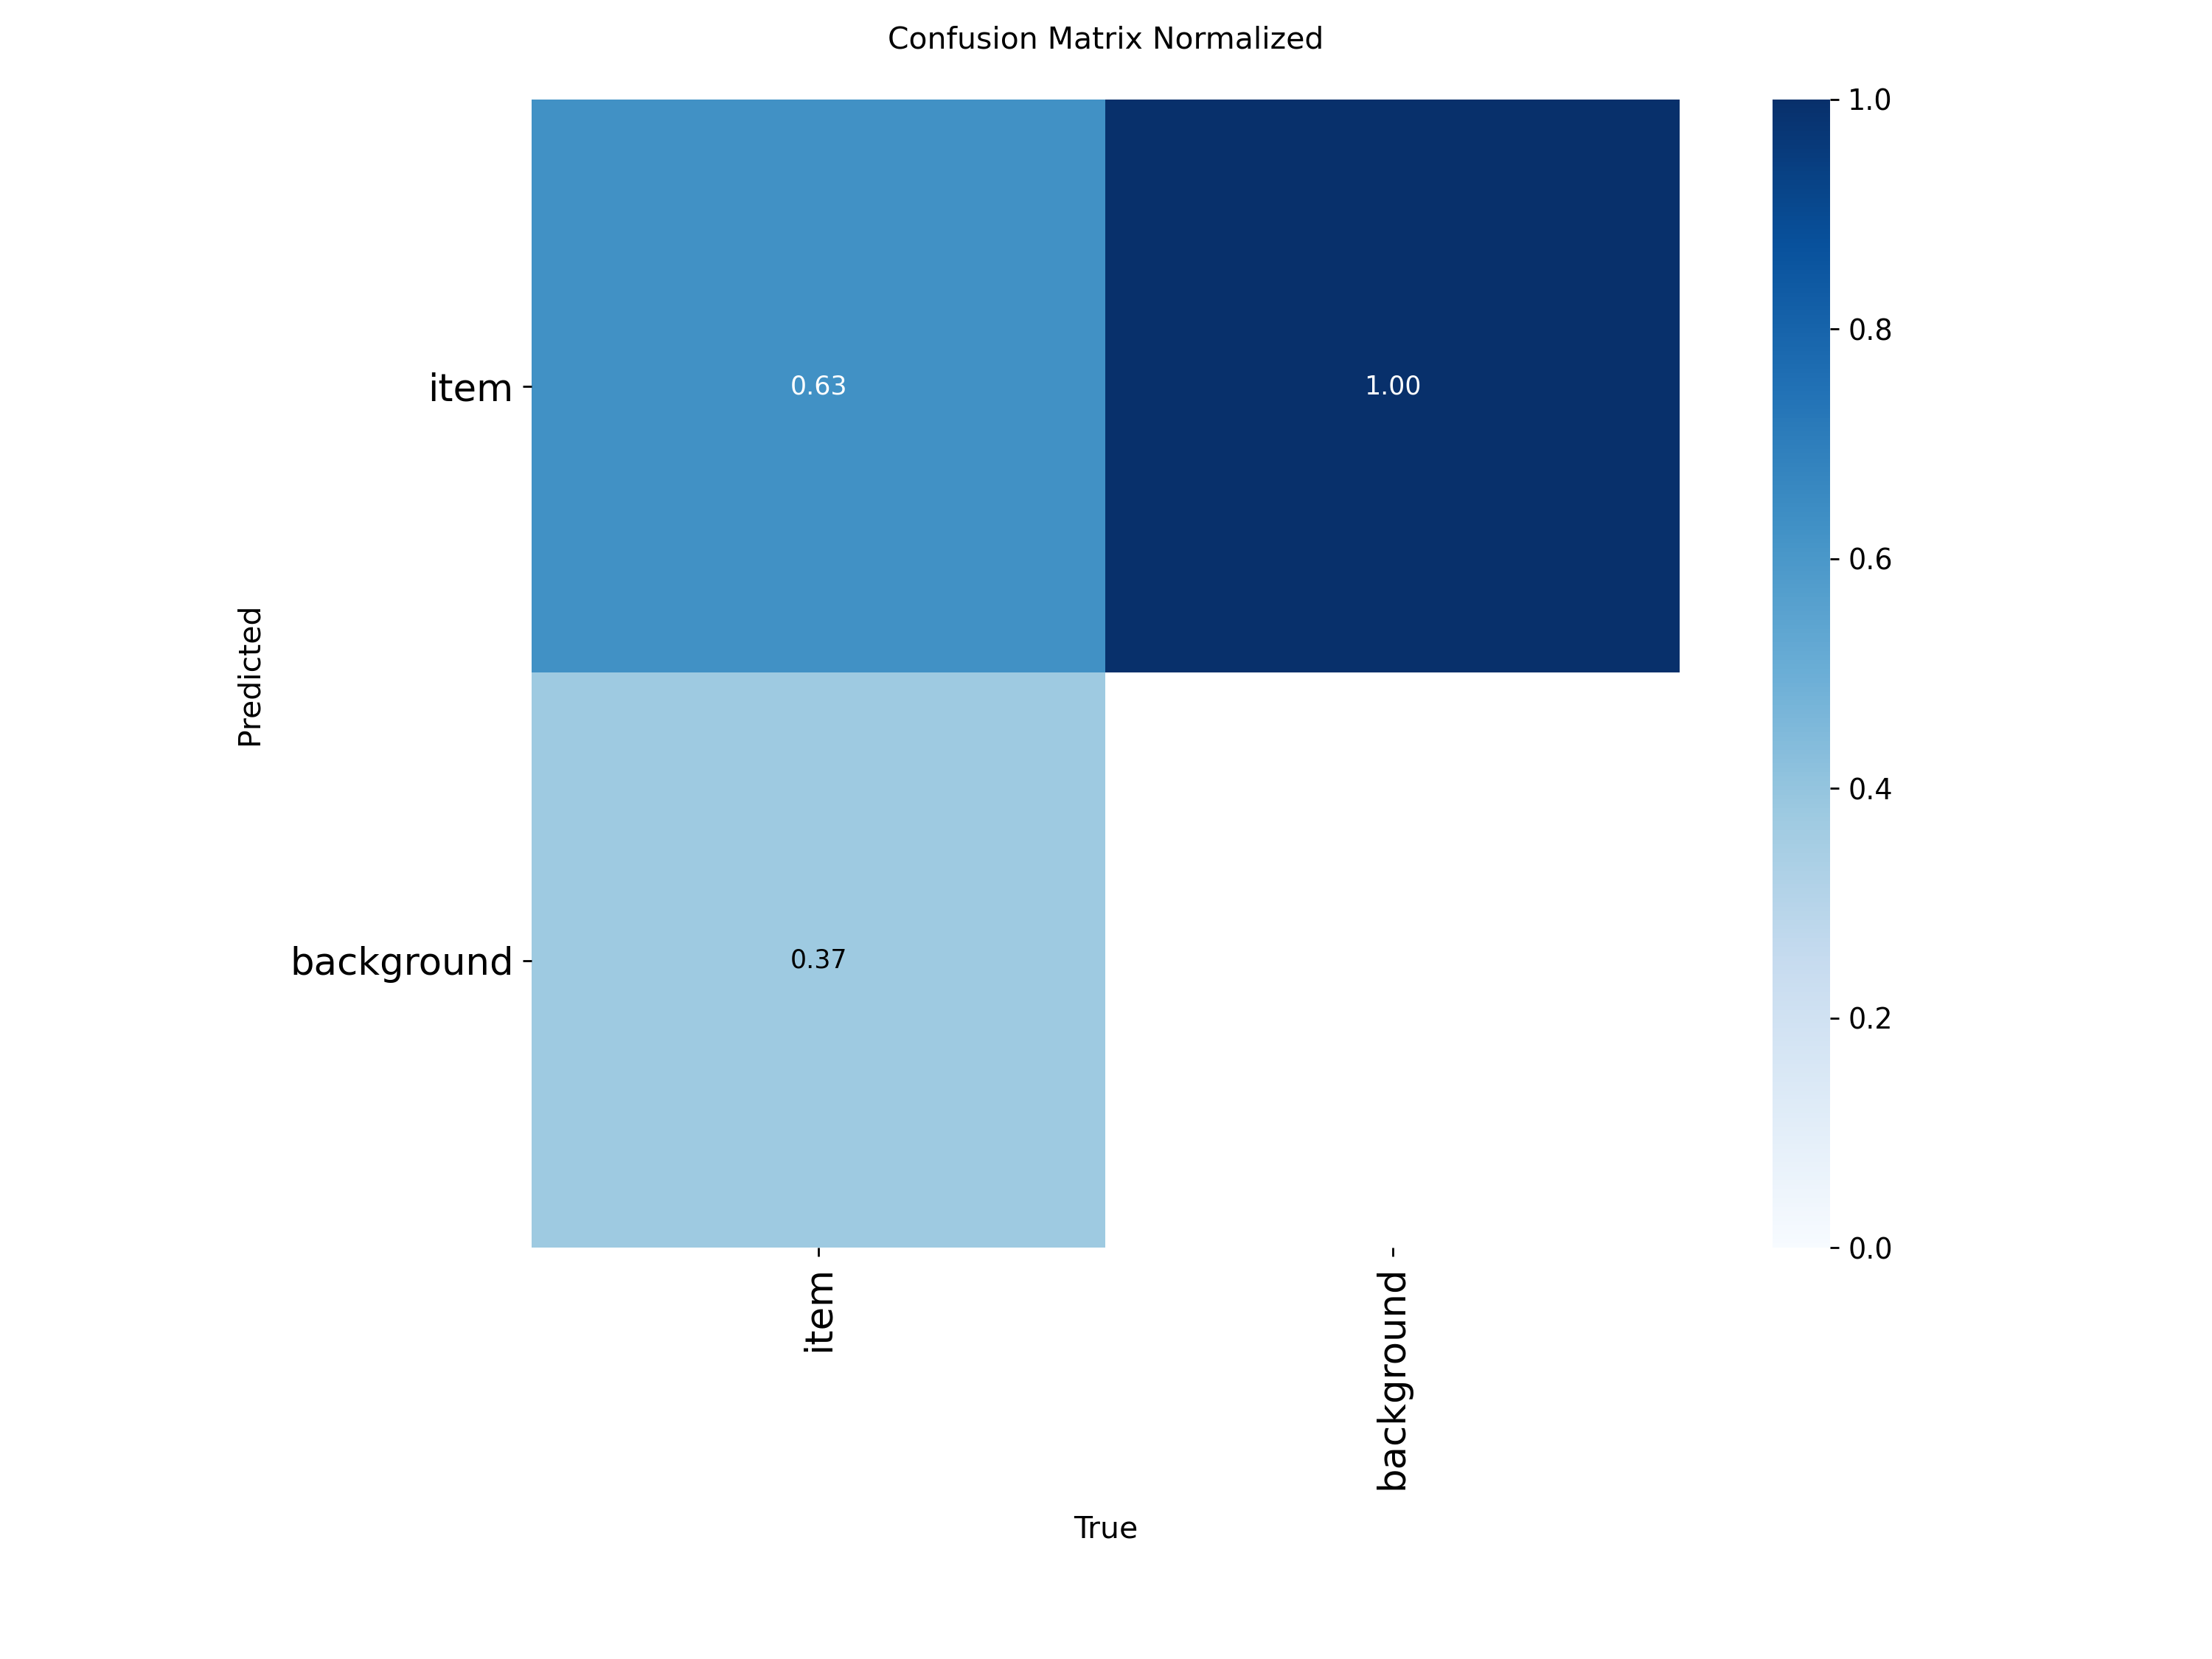 Confusion Matrix Normalized
item
0.63
1.00
background
0.37
Predicted
item
background
True
1.0
0.8
0.6
0.4
0.2
0.0